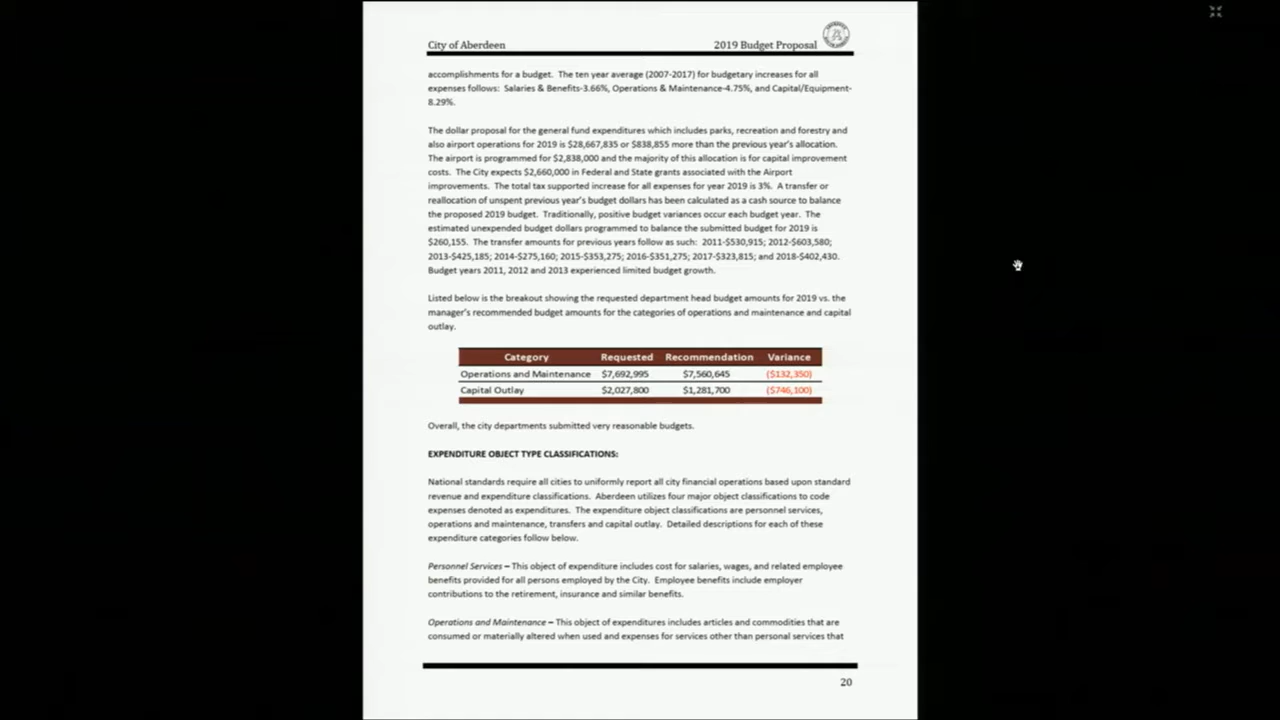 City of Aberdeen 2019 Budget Proposal
accomplishments for a budget. The ten year average (2007-2017) for budgetary increases for all
expenses follows: Salaries & Benefits-3.66%, Operations & Maintenance-4.75%, and Capital/Equipment-
8.29%.
The dollar proposal for the general fund expenditures which includes parks, recreation and forestry and
also airport operations for 2019 is $28,667,835 or $838,855 more than the previous year's allocation.
The airport is programmed for $2,838,000 and the majority of this allocation is for capital improvement
costs. The City expects $2,660,000 in Federal and State grants associated with the Airport
improvements. The total tax supported increase for all expenses for year 2019 is 3%. A transfer or
reallocation of unspent previous year's budget dollars has been calculated as a cash source to balance
the proposed 2019 budget. Traditionally, positive budget variances occur each budget year. The
estimated unexpended budget dollars programmed to balance the submitted budget for 2019 is
$260,155. The transfer amounts for previous years follow as such: 2011-$530,915; 2012-$603,580;
2013-$425,185; 2014-$275,160; 2015-$353,275; 2016-$351,275; 2017-$323,815; and 2018-$402,430.
Budget years 2011, 2012 and 2013 experienced limited budget growth.
Listed below is the breakout showing the requested department head budget amounts for 2019 vs. the
manager's recommended budget amounts for the categories of operations and maintenance and capital
outlay.
Category Requested Recommendation Variance
Operations and Maintenance $7,692,995 $7,560,645 ($132,350)
Capital Outlay $2,027,800 $1,281,700 ($746,100)
Overall, the city departments submitted very reasonable budgets.
EXPENDITURE OBJECT TYPE CLASSIFICATIONS:
National standards require all cities to uniformly report all city financial operations based upon standard
revenue and expenditure classifications. Aberdeen utilizes four major object classifications to code
expenses denoted as expenditures. The expenditure object classifications are personnel services,
operations and maintenance, transfers and capital outlay. Detailed descriptions for each of these
expenditure categories follow below.
Personnel Services – This object of expenditure includes cost for salaries, wages, and related employee
benefits provided for all persons employed by the City. Employee benefits include employer
contributions to the retirement, insurance and similar benefits.
Operations and Maintenance – This object of expenditures includes articles and commodities that are
consumed or materially altered when used and expenses for services other than personal services that
20